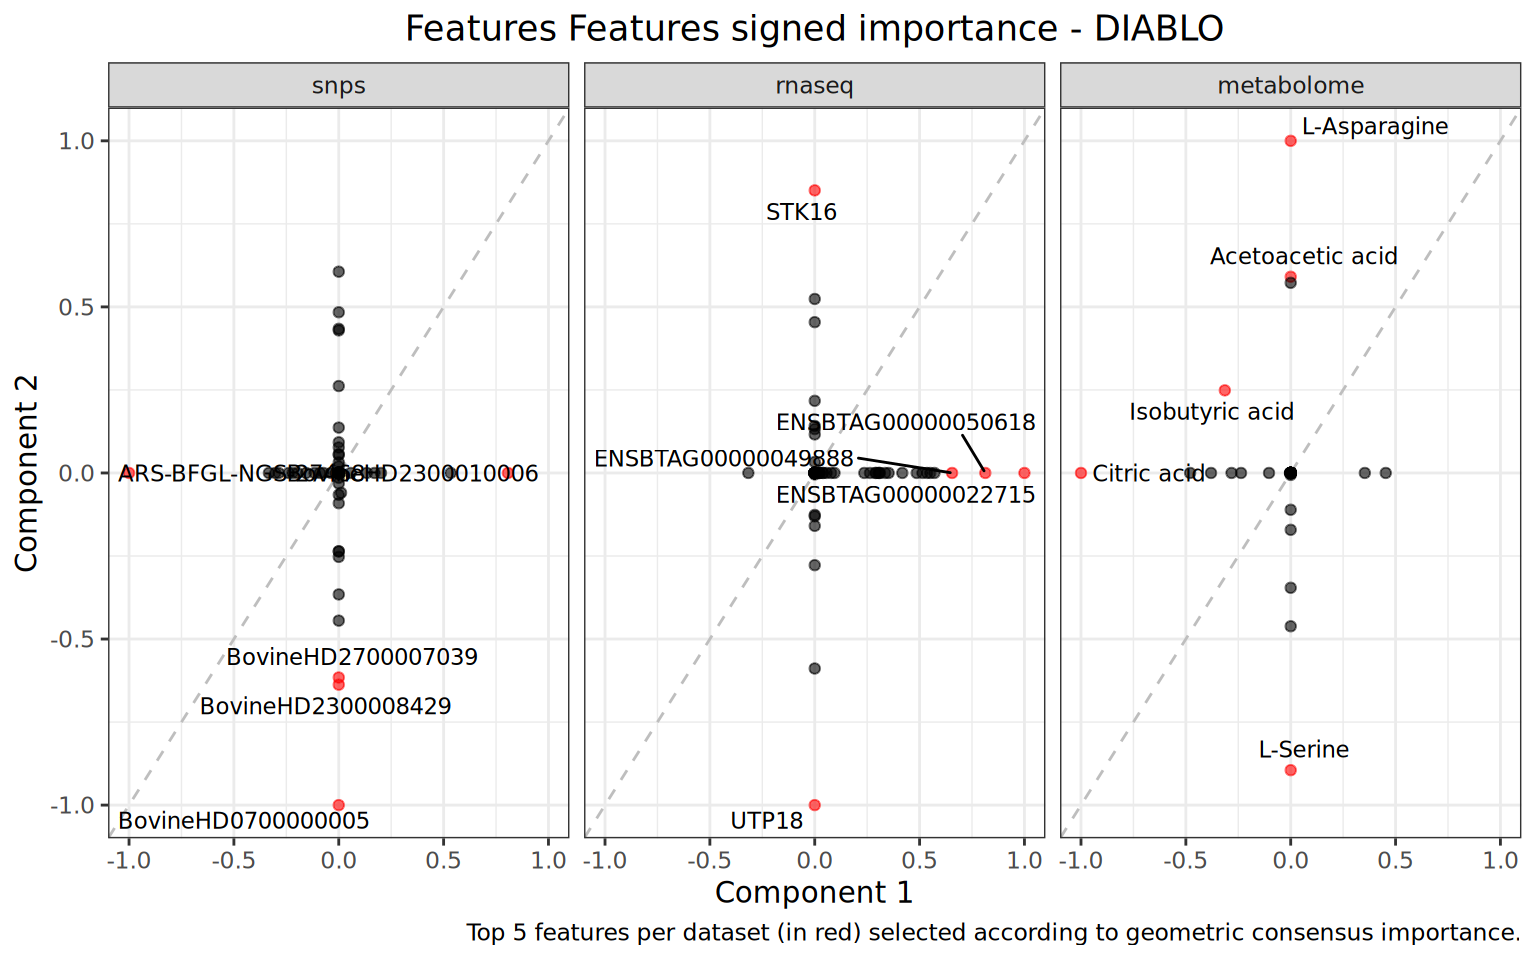 Features Features signed importance - DIABLO
snps
rnaseq
metabolome
Component 2
1.0
0.5
0.0
-0.5
-1.0
BovineHD2300010006
BovineHD2700007039
BovineHD2300008429
BovineHD0700000005
-1.0 -0.5 0.0 0.5 1.0
STK16
ENSBTAG00000050618
ENSBTAG00000049888
ENSBTAG00000022715
UTP18
-1.0 -0.5 0.0 0.5 1.0
L-Asparagine
Acetoacetic acid
Isobutyric acid
Citric acid
L-Serine
-1.0 -0.5 0.0 0.5 1.0
Component 1
Top 5 features per dataset (in red) selected according to geometric consensus importance.